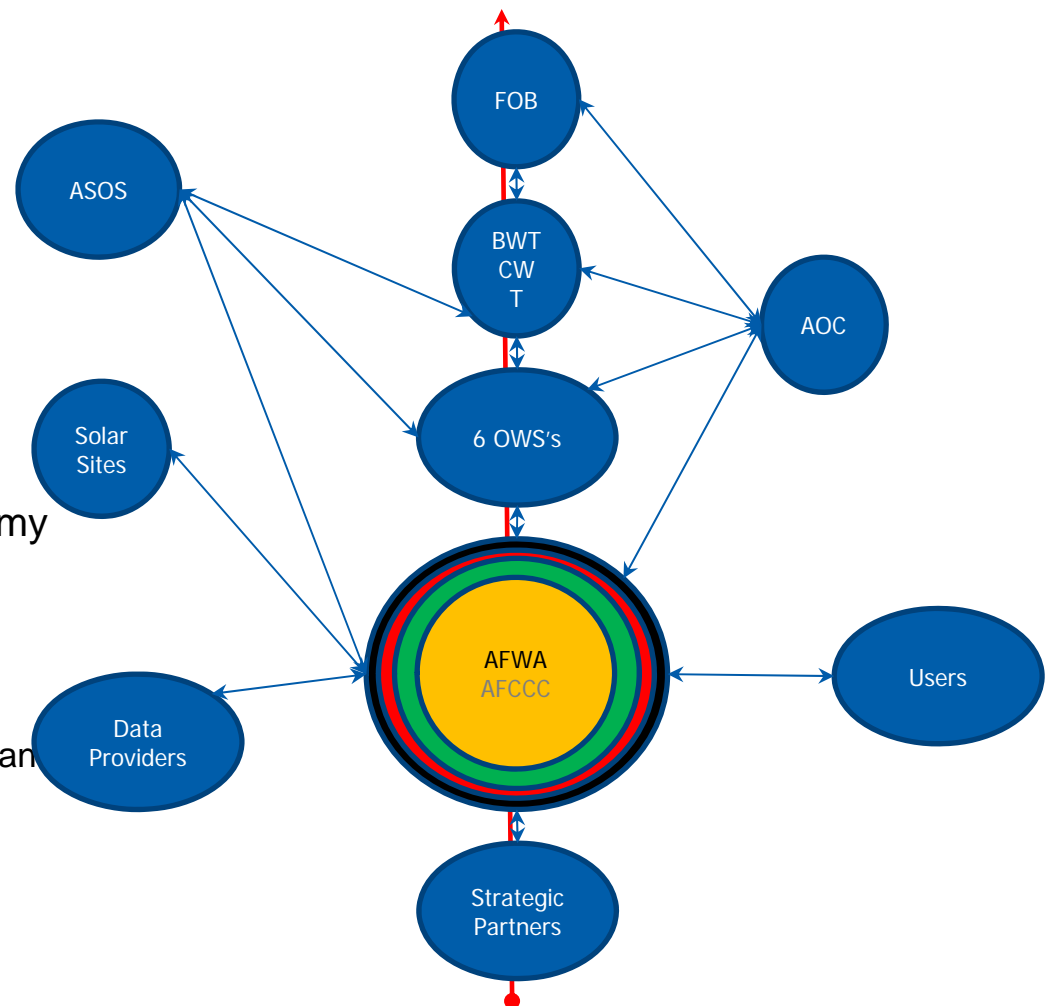 FOB
ASOS
BWT
CW
T
AOC
6 OWS's
Solar
Sites
my
AFWA
AFCCC
Users
Data
Providers
an
Strategic
Partners